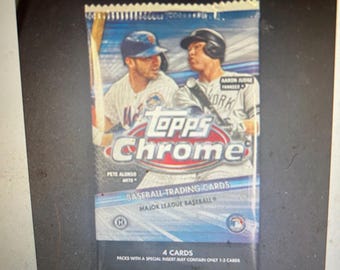 AARON JUDGE
YANKEES®
Topps
Chrome®
PETE ALONSO
METS®
BASEBALL TRADING CARDS
MAJOR LEAGUE BASEBALL®
4 CARDS
PACKS WITH A SPECIAL INSERT MAY CONTAIN ONLY 1-3 CARDS